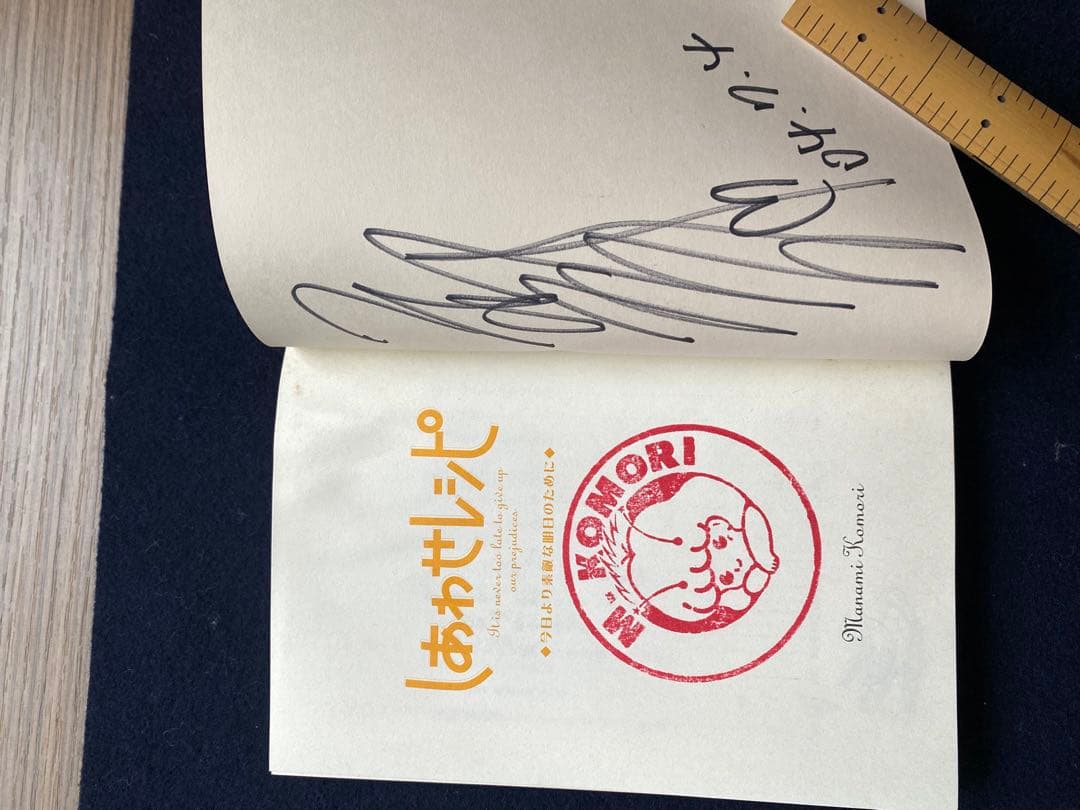 しあわせレシピ
It is never too late to give up
our prejudices.
◆今日より素敵な明日のために◆
M. KOMORI
Manami Komori